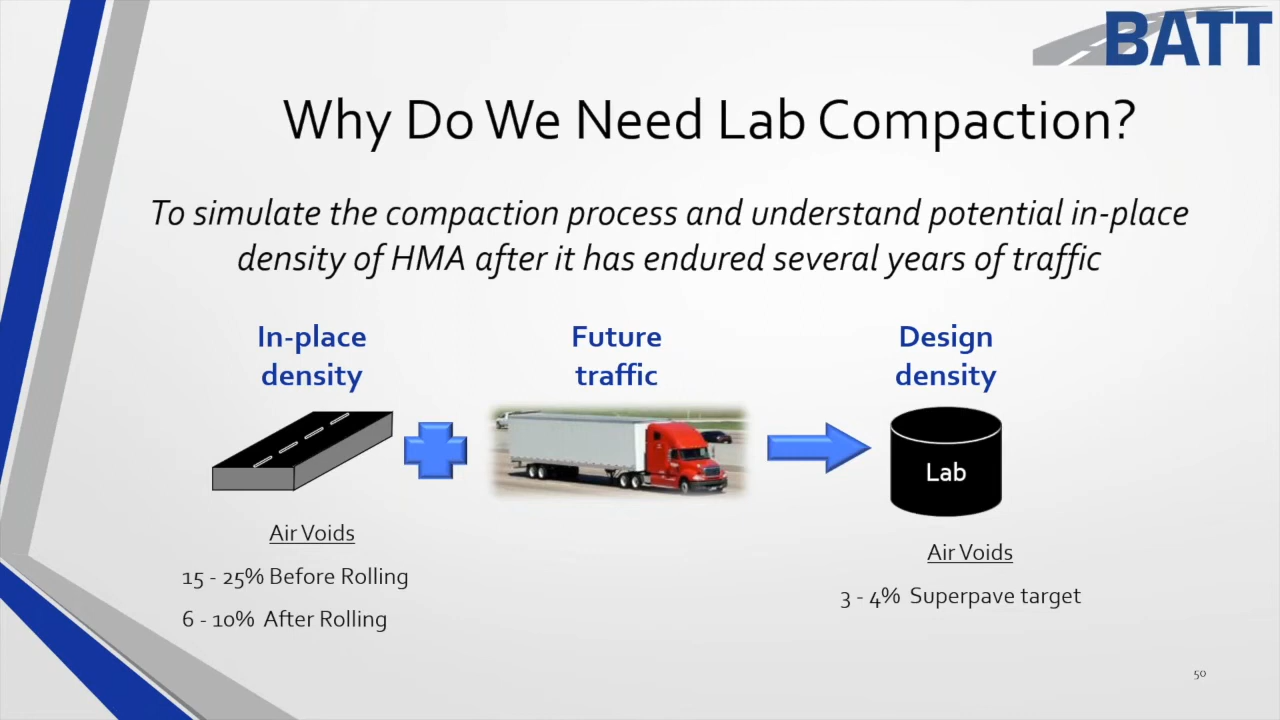 BATT
Why Do We Need Lab Compaction?
To simulate the compaction process and understand potential in-place
density of HMA after it has endured several years of traffic
In-place
density
Future
traffic
Design
density
Lab
Air Voids
15 - 25% Before Rolling
6 - 10% After Rolling
Air Voids
3 - 4% Superpave target
50